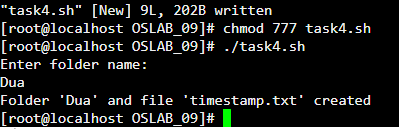 "task4.sh" [New] 9L, 202B written
[root@localhost OSLAB_09]# chmod 777 task4.sh
[root@localhost OSLAB_09]# ./task4.sh
Enter folder name:
Dua
Folder 'Dua' and file 'timestamp.txt' created
[root@localhost OSLAB_09]#